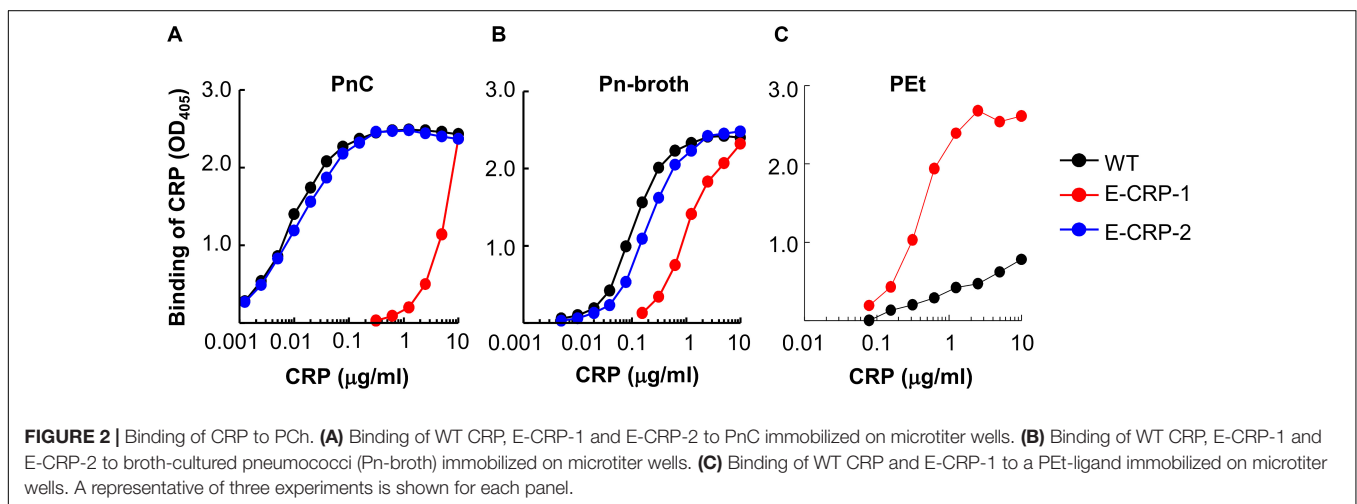 A
B
C
PnC
Pn-broth
PEt
Binding of CRP (OD405)
3.0
2.0
1.0
0.001
0.01
0.1
1
10
CRP (μg/ml)
3.0
2.0
1.0
0.001
0.01
0.1
1
10
CRP (μg/ml)
3.0
2.0
1.0
0.01
0.1
1
10
CRP (μg/ml)
WT
E-CRP-1
E-CRP-2
FIGURE 2 | Binding of CRP to PCh. (A) Binding of WT CRP, E-CRP-1 and E-CRP-2 to PnC immobilized on microtiter wells. (B) Binding of WT CRP, E-CRP-1 and
E-CRP-2 to broth-cultured pneumococci (Pn-broth) immobilized on microtiter wells. (C) Binding of WT CRP and E-CRP-1 to a PEt-ligand immobilized on microtiter
wells. A representative of three experiments is shown for each panel.